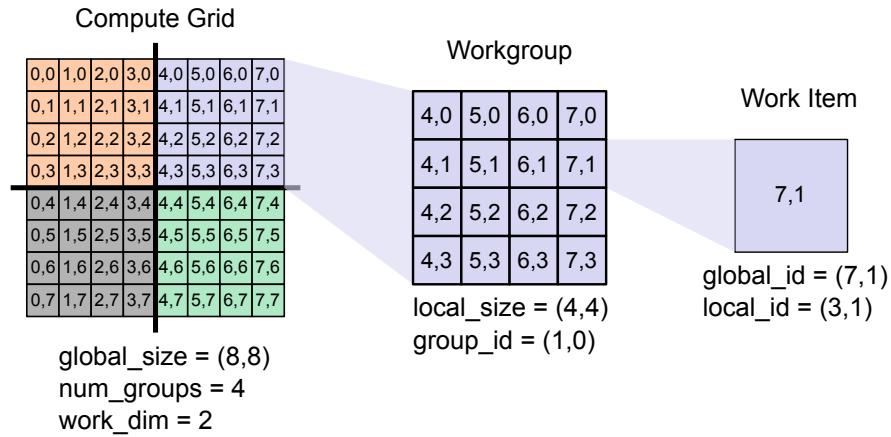 Compute Grid
0,0 1,0 2,0 3,0 4,0 5,0 6,0 7,0
0,1 1,1 2,1 3,1 4,1 5,1 6,1 7,1
0,2 1,2 2,2 3,2 4,2 5,2 6,2 7,2
0,3 1,3 2,3 3,3 4,3 5,3 6,3 7,3
0,4 1,4 2,4 3,4 4,4 5,4 6,4 7,4
0,5 1,5 2,5 3,5 4,5 5,5 6,5 7,5
0,6 1,6 2,6 3,6 4,6 5,6 6,6 7,6
0,7 1,7 2,7 3,7 4,7 5,7 6,7 7,7
global_size = (8,8)
num_groups = 4
work_dim = 2
Workgroup
4,0 5,0 6,0 7,0
4,1 5,1 6,1 7,1
4,2 5,2 6,2 7,2
4,3 5,3 6,3 7,3
local_size = (4,4)
group_id = (1,0)
Work Item
7,1
global_id = (7,1)
local_id = (3,1)